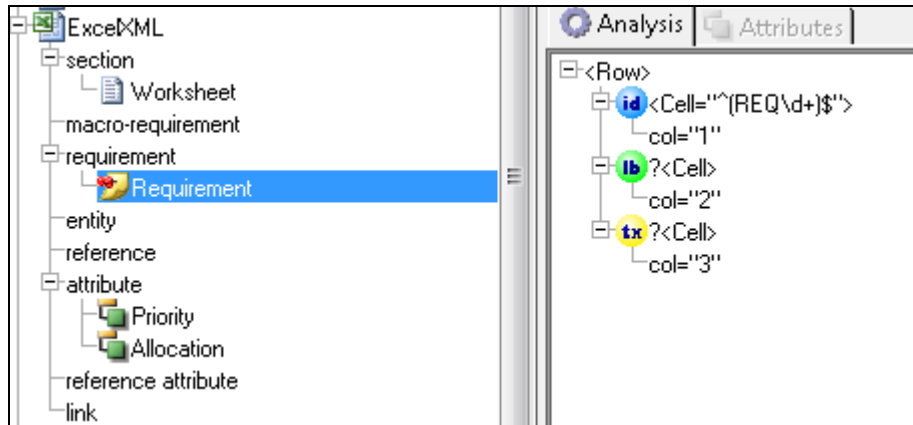 ExcelXML
section
Worksheet
macro-requirement
requirement
Requirement
entity
reference
attribute
Priority
Allocation
reference attribute
link
Analysis
Attributes
<Row>
id <Cell="^(REQ\d+)$">
col="1"
lb ?<Cell>
col="2"
tx ?<Cell>
col="3"